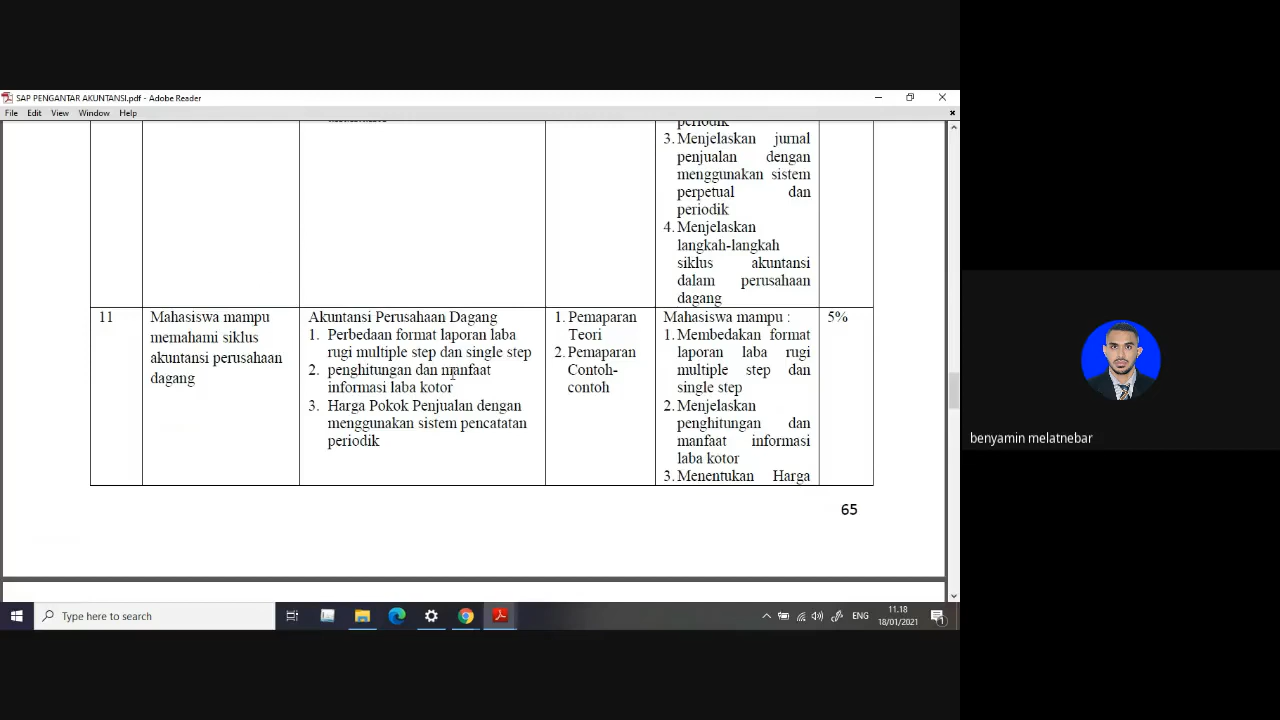 SAP PENGANTAR AKUNTANSI.pdf - Adobe Reader
File Edit View Window Help
periodik
3. Menjelaskan jurnal
penjualan dengan
menggunakan sistem
perpetual dan
periodik
4. Menjelaskan
langkah-langkah
siklus akuntansi
dalam perusahaan
dagang
11
Mahasiswa mampu
memahami siklus
akuntansi perusahaan
dagang
Akuntansi Perusahaan Dagang
1. Perbedaan format laporan laba
rugi multiple step dan single step
2. penghitungan dan manfaat
informasi laba kotor
3. Harga Pokok Penjualan dengan
menggunakan sistem pencatatan
periodik
1. Pemaparan
Teori
2. Pemaparan
Contoh-
contoh
Mahasiswa mampu :
1. Membedakan format
laporan laba rugi
multiple step dan
single step
2. Menjelaskan
penghitungan dan
manfaat informasi
laba kotor
3. Menentukan Harga
5%
65
benyamin melatnebar
Type here to search
ENG
11.18
18/01/2021
1